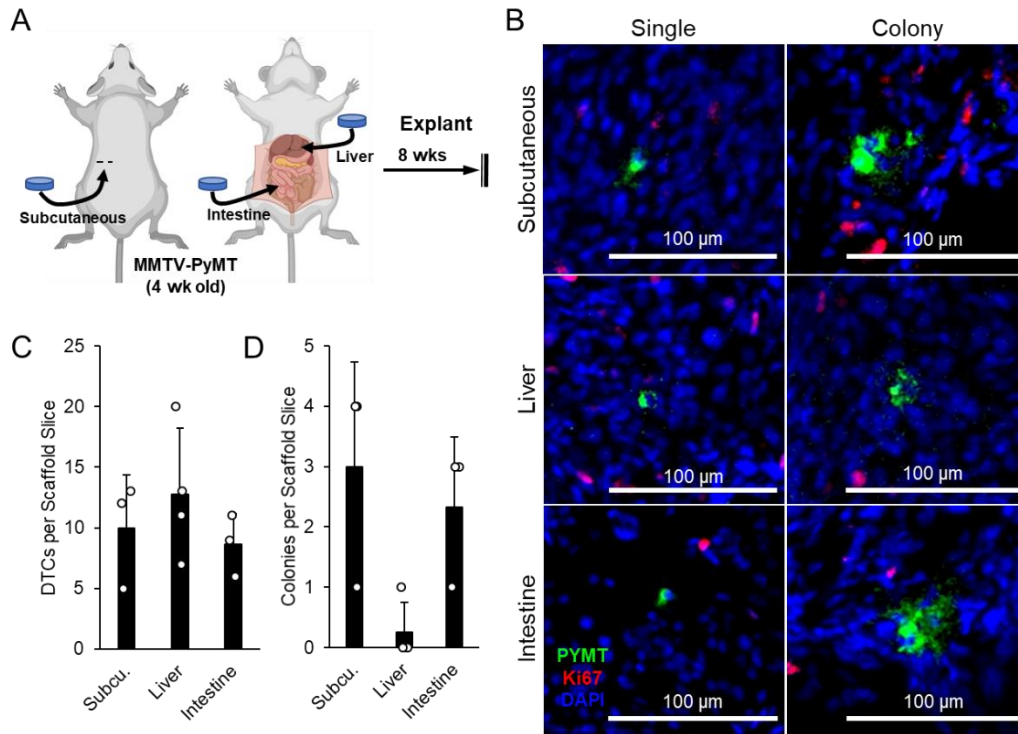 A
Subcutaneous
MMTV-PyMT
(4 wk old)
Liver
Intestine
Explant
8 wks
B
Single
Colony
Subcutaneous
100 µm
100 µm
Liver
100 µm
100 µm
Intestine
PYMT
Ki67
DAPI
100 µm
100 µm
C
DTCs per Scaffold Slice
25
20
15
10
5
0
Subcu.
Liver
Intestine
D
Colonies per Scaffold Slice
5
4
3
2
1
0
Subcu.
Liver
Intestine